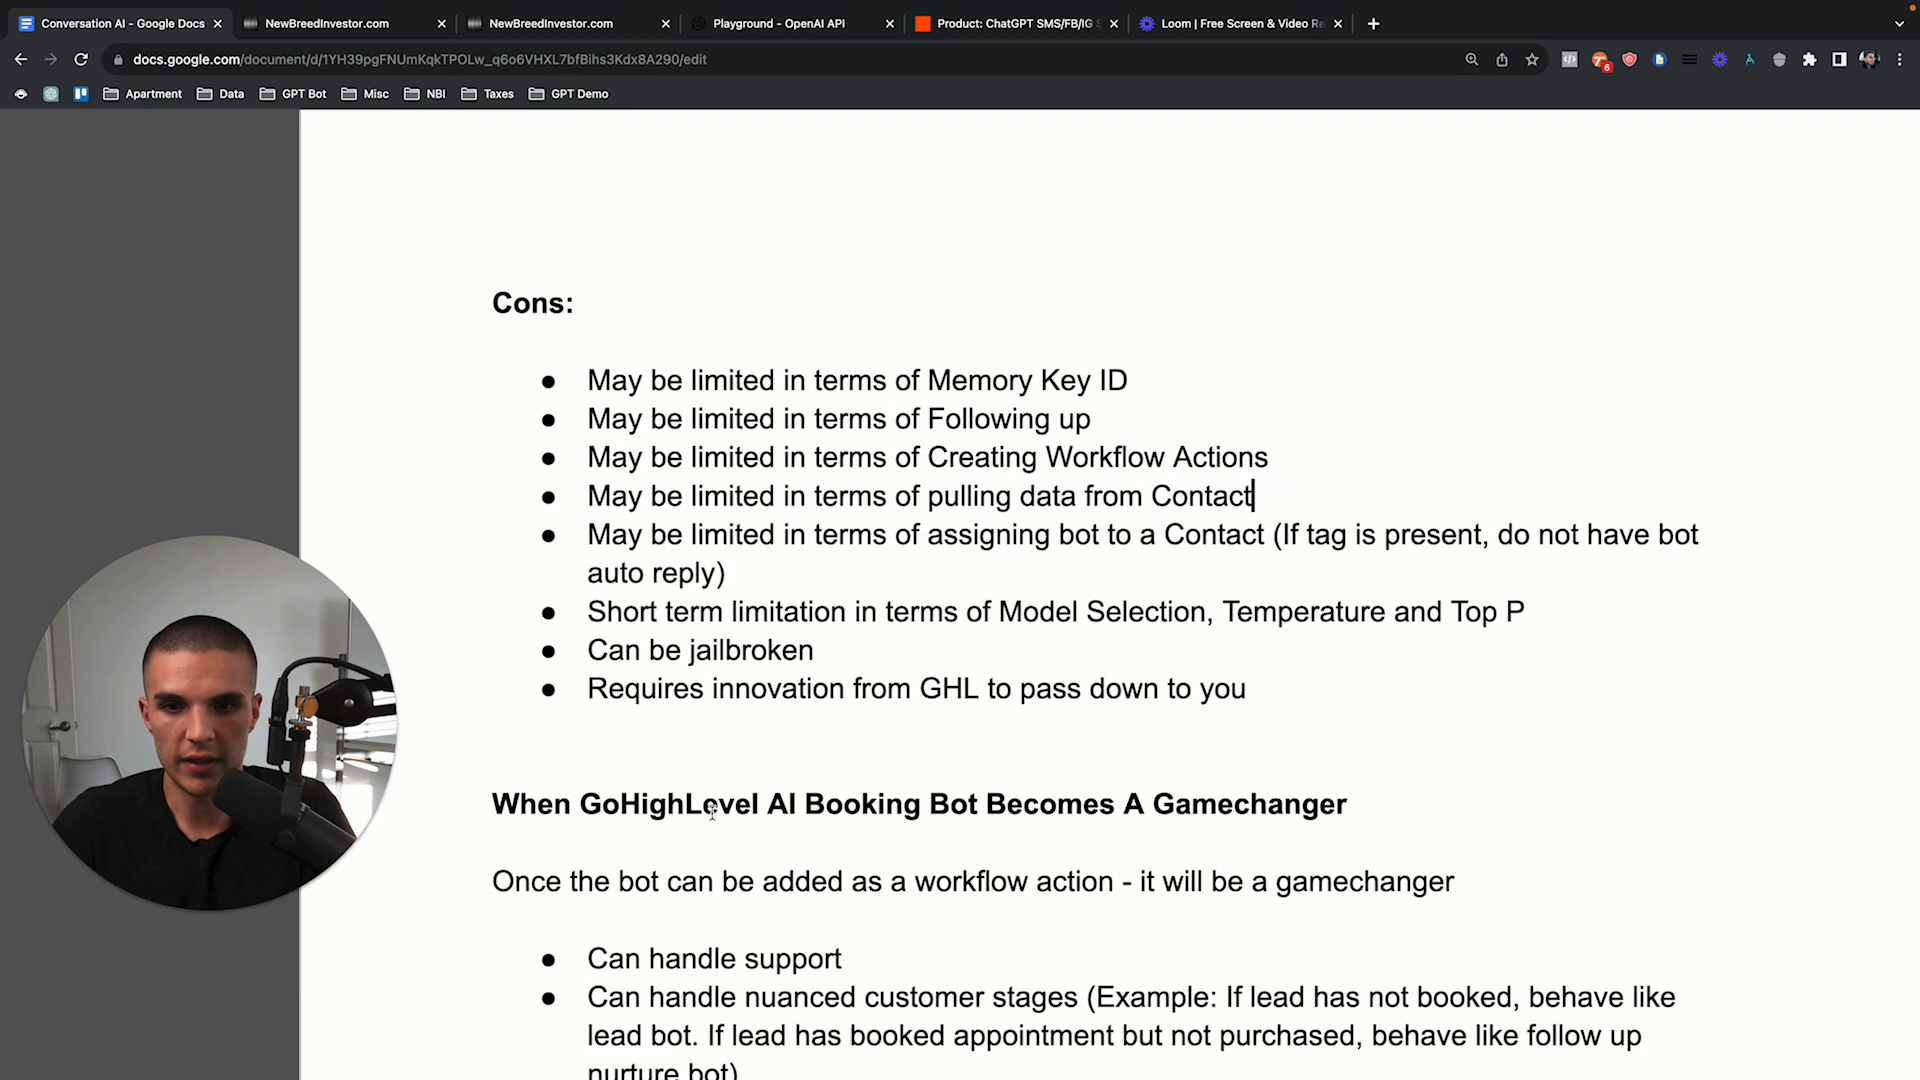 Conversation AI - Google Docs
NewBreedInvestor.com
NewBreedInvestor.com
Playground - OpenAI API
Product: ChatGPT SMS/FB/IG S
Loom | Free Screen & Video Re
docs.google.com/document/d/1YH39pgFNUmKqkTPOLw_q6o6VHXL7bfBihs3Kdx8A290/edit
6
Apartment
Data
GPT Bot
Misc
NBI
Taxes
GPT Demo
Cons:
● May be limited in terms of Memory Key ID
● May be limited in terms of Following up
● May be limited in terms of Creating Workflow Actions
● May be limited in terms of pulling data from Contact
● May be limited in terms of assigning bot to a Contact (If tag is present, do not have bot
auto reply)
● Short term limitation in terms of Model Selection, Temperature and Top P
● Can be jailbroken
● Requires innovation from GHL to pass down to you
When GoHighLevel AI Booking Bot Becomes A Gamechanger
Once the bot can be added as a workflow action - it will be a gamechanger
● Can handle support
● Can handle nuanced customer stages (Example: If lead has not booked, behave like
lead bot. If lead has booked appointment but not purchased, behave like follow up
nurture bot)